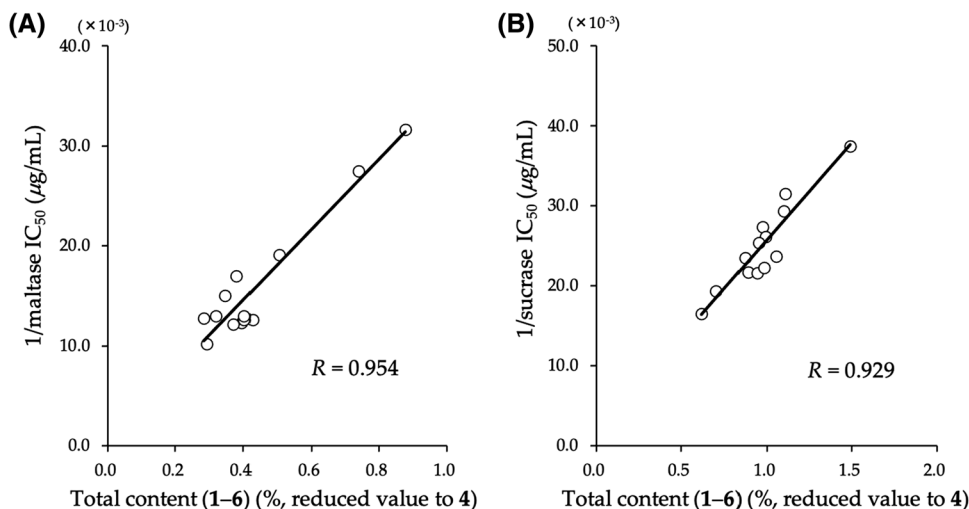 (A)
(×10⁻³)
40.0
30.0
20.0
10.0
0.0
1/maltase IC₅₀ (μg/mL)
R = 0.954
0.0 0.2 0.4 0.6 0.8 1.0
Total content (1–6) (%, reduced value to 4)
(B)
(×10⁻³)
50.0
40.0
30.0
20.0
10.0
0.0
1/sucrase IC₅₀ (μg/mL)
R = 0.929
0.0 0.5 1.0 1.5 2.0
Total content (1–6) (%, reduced value to 4)